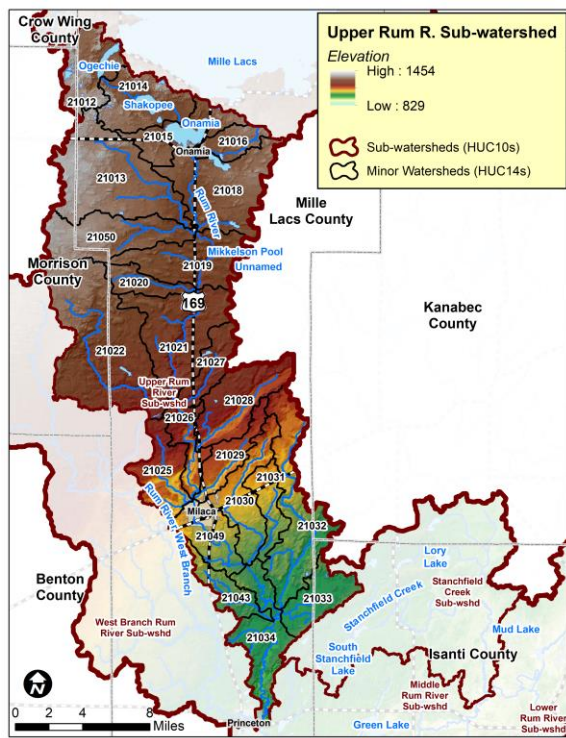 Upper Rum R. Sub-watershed
Elevation
High : 1454
Low : 829
Sub-watersheds (HUC10s)
Minor Watersheds (HUC14s)
Crow Wing
County
Mille Lacs
Ogechie
21014
21012
Shakopee
Onamia
21015
21016
Onamia
21013
21018
Rum River
Mille
Lacs County
21050
Mikkelson Pool
Unnamed
Morrison
County
21019
21020
169
Kanabec
County
21022
21021
21027
Upper Rum
River
Sub-wshd
21028
21026
21029
21025
21031
21030
Rum River West Branch
Milaca
21049
21032
Lory
Lake
Benton
County
Stanchfield
Creek
Sub-wshd
Stanchfield Creek
21043
21033
West Branch Rum
River Sub-wshd
Mud Lake
21034
South
Stanchfield
Lake
Isanti County
Middle
Rum River
Sub-wshd
Lower
Rum River
Sub-wshd
N
0 2 4 8
Miles
Princeton
Green Lake